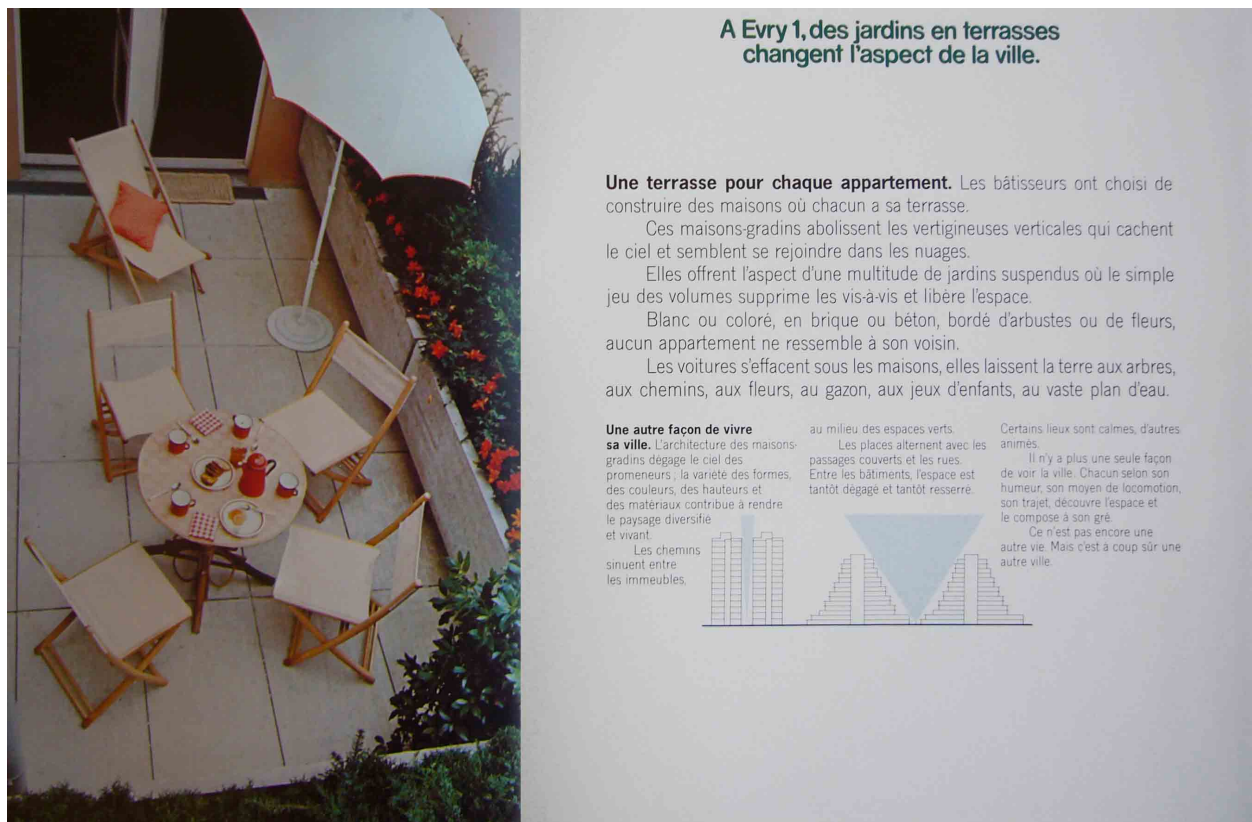 A Evry 1, des jardins en terrasses
changent l'aspect de la ville.
Une terrasse pour chaque appartement. Les bâtisseurs ont choisi de
construire des maisons où chacun a sa terrasse.
Ces maisons-gradins abolissent les vertigineuses verticales qui cachent
le ciel et semblent se rejoindre dans les nuages.
Elles offrent l'aspect d'une multitude de jardins suspendus où le simple
jeu des volumes supprime les vis-à-vis et libère l'espace.
Blanc ou coloré, en brique ou béton, bordé d'arbustes ou de fleurs,
aucun appartement ne ressemble à son voisin.
Les voitures s'effacent sous les maisons, elles laissent la terre aux arbres,
aux chemins, aux fleurs, au gazon, aux jeux d'enfants, au vaste plan d'eau.
Une autre façon de vivre
sa ville. L'architecture des maisons-
gradins dégage le ciel des
promeneurs ; la variété des formes,
des couleurs, des hauteurs et
des matériaux contribue à rendre
le paysage diversifié
et vivant.
Les chemins
sinuent entre
les immeubles,
au milieu des espaces verts.
Les places alternent avec les
passages couverts et les rues.
Entre les bâtiments, l'espace est
tantôt dégagé et tantôt resserré.
Certains lieux sont calmes, d'autres
animés.
Il n'y a plus une seule façon
de voir la ville. Chacun selon son
humeur, son moyen de locomotion,
son trajet, découvre l'espace et
le compose à son gré.
Ce n'est pas encore une
autre vie. Mais c'est à coup sûr une
autre ville.